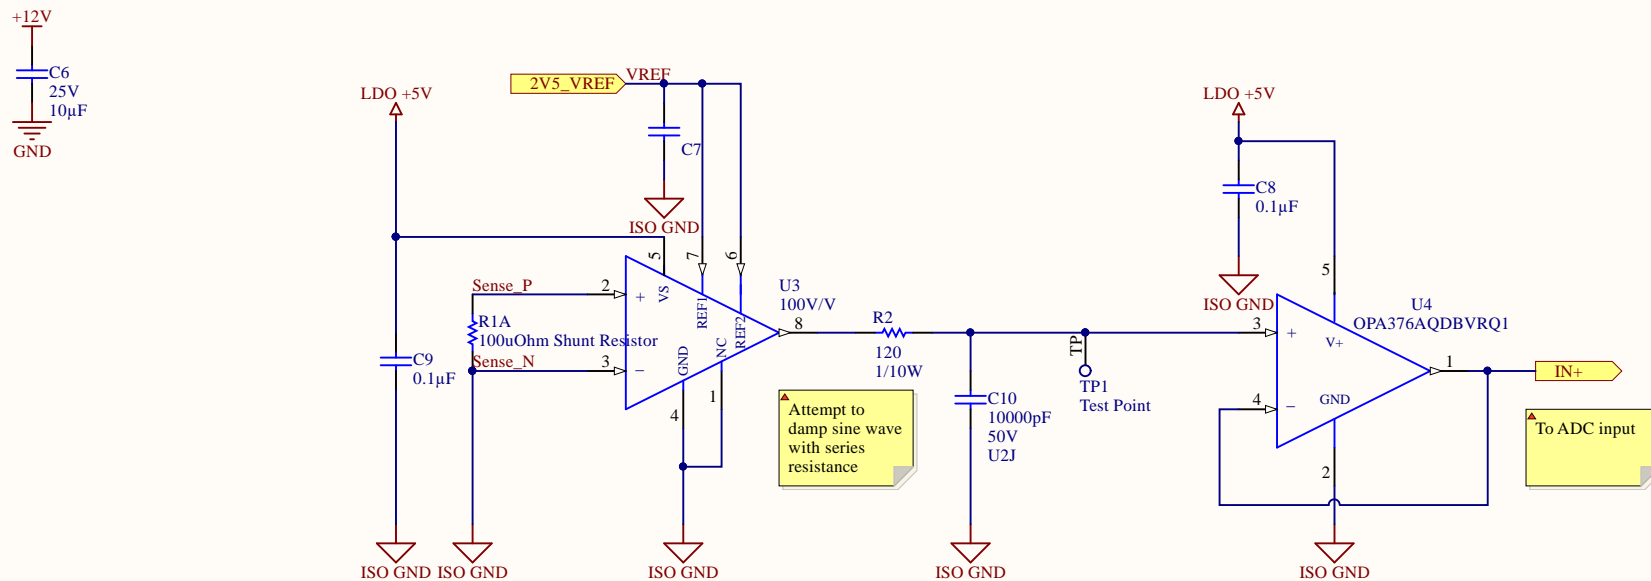 +12V
C6
25V
10µF
GND
LDO +5V
2V5_VREF
VREF
C7
ISO GND
LDO +5V
C8
0.1µF
ISO GND
Sense_P
2
R1A
100uOhm Shunt Resistor
Sense_N
3
C9
0.1µF
5
7
6
+
−
VS
REF1
REF2
GND
NC
4
1
U3
100V/V
8
R2
120
1/10W
Attempt to
damp sine wave
with series
resistance
C10
10000pF
50V
U2J
TP
TP1
Test Point
5
U4
OPA376AQDBVRQ1
3
+
V+
4
−
GND
2
1
IN+
To ADC input
ISO GND
ISO GND
ISO GND
ISO GND
ISO GND